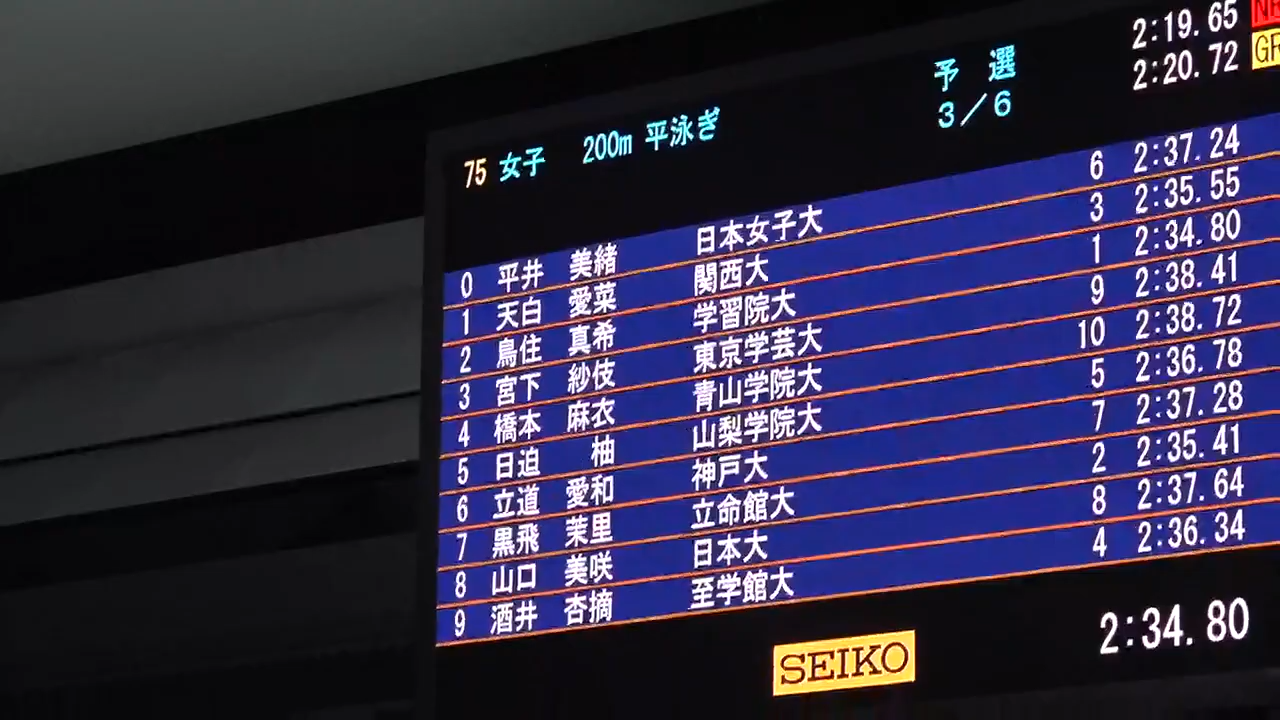 2:19.65 NR
2:20.72 GR
75 女子 200m 平泳ぎ 予選 3/6
0 平井 美緒 日本女子大 6 2:37.24
1 天白 愛菜 関西大 3 2:35.55
2 鳥住 真希 学習院大 1 2:34.80
3 宮下 紗伎 東京学芸大 9 2:38.41
4 橋本 麻衣 青山学院大 10 2:38.72
5 日迫 柚 山梨学院大 5 2:36.78
6 立道 愛和 神戸大 7 2:37.28
7 黒飛 茉里 立命館大 2 2:35.41
8 山口 美咲 日本大 8 2:37.64
9 酒井 杏摘 至学館大 4 2:36.34
2:34.80
SEIKO